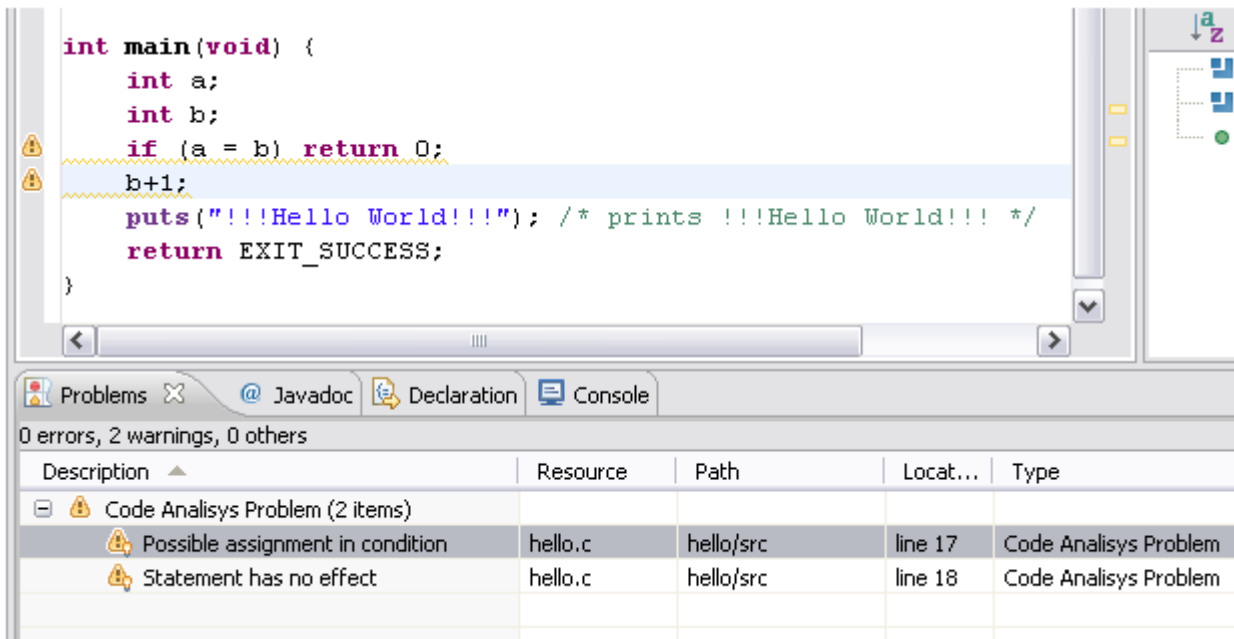 a
z
int main(void) {
int a;
int b;
if (a = b) return 0;
b+1;
puts("!!!Hello World!!!"); /* prints !!!Hello World!!! */
return EXIT_SUCCESS;
}
Problems @ Javadoc Declaration Console
0 errors, 2 warnings, 0 others
Description Resource Path Locat... Type
Code Analisys Problem (2 items)
Possible assignment in condition hello.c hello/src line 17 Code Analisys Problem
Statement has no effect hello.c hello/src line 18 Code Analisys Problem